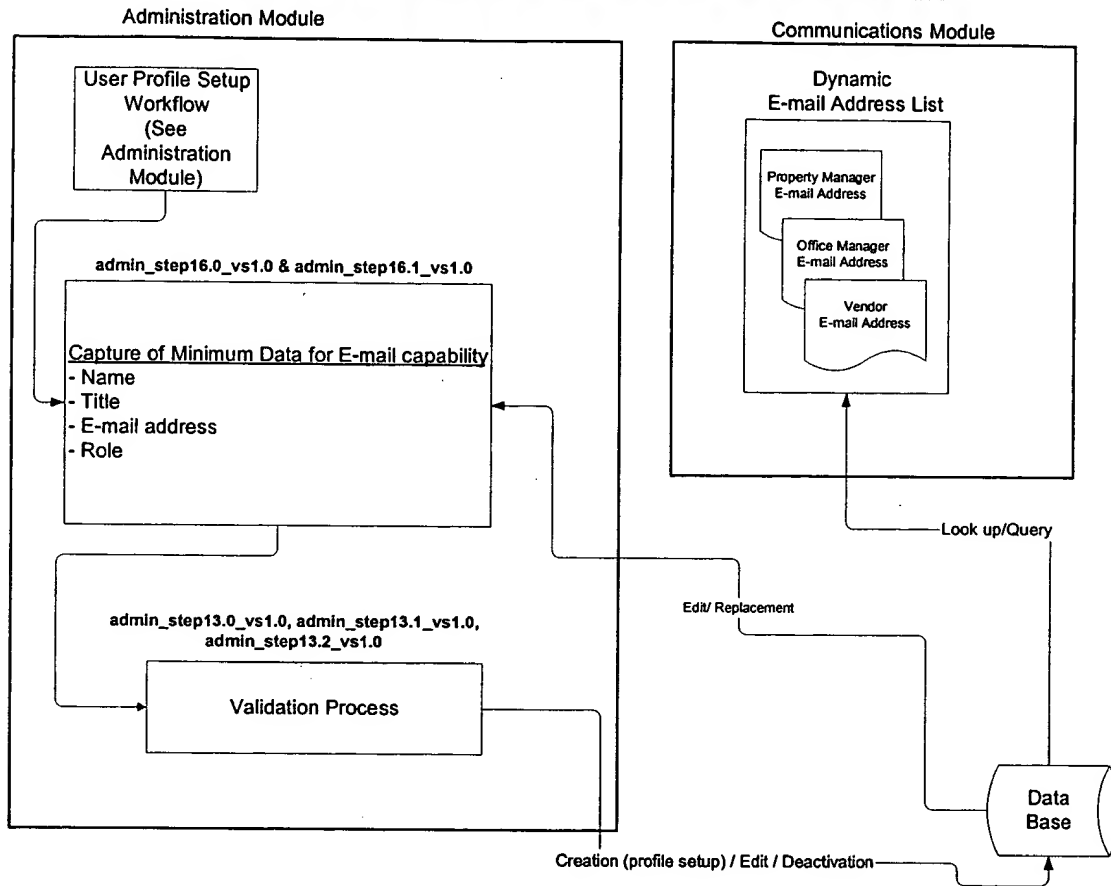 Administration Module
User Profile Setup
Workflow
(See
Administration
Module)
admin_step16.0_vs1.0 & admin_step16.1_vs1.0
Capture of Minimum Data for E-mail capability
- Name
- Title
- E-mail address
- Role
admin_step13.0_vs1.0, admin_step13.1_vs1.0,
admin_step13.2_vs1.0
Validation Process
Communications Module
Dynamic
E-mail Address List
Property Manager
E-mail Address
Office Manager
E-mail Address
Vendor
E-mail Address
Look up/Query
Edit/ Replacement
Data
Base
Creation (profile setup) / Edit / Deactivation